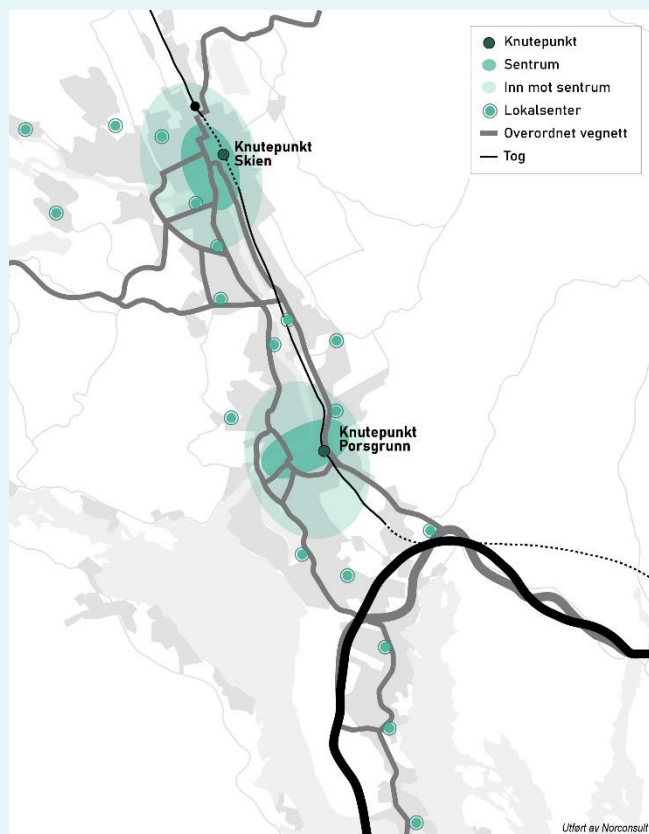 Knutepunkt
Sentrum
Inn mot sentrum
Lokalsenter
Overordnet vegnett
Tog
Knutepunkt
Skien
Knutepunkt
Porsgrunn
Utført av Norconsult